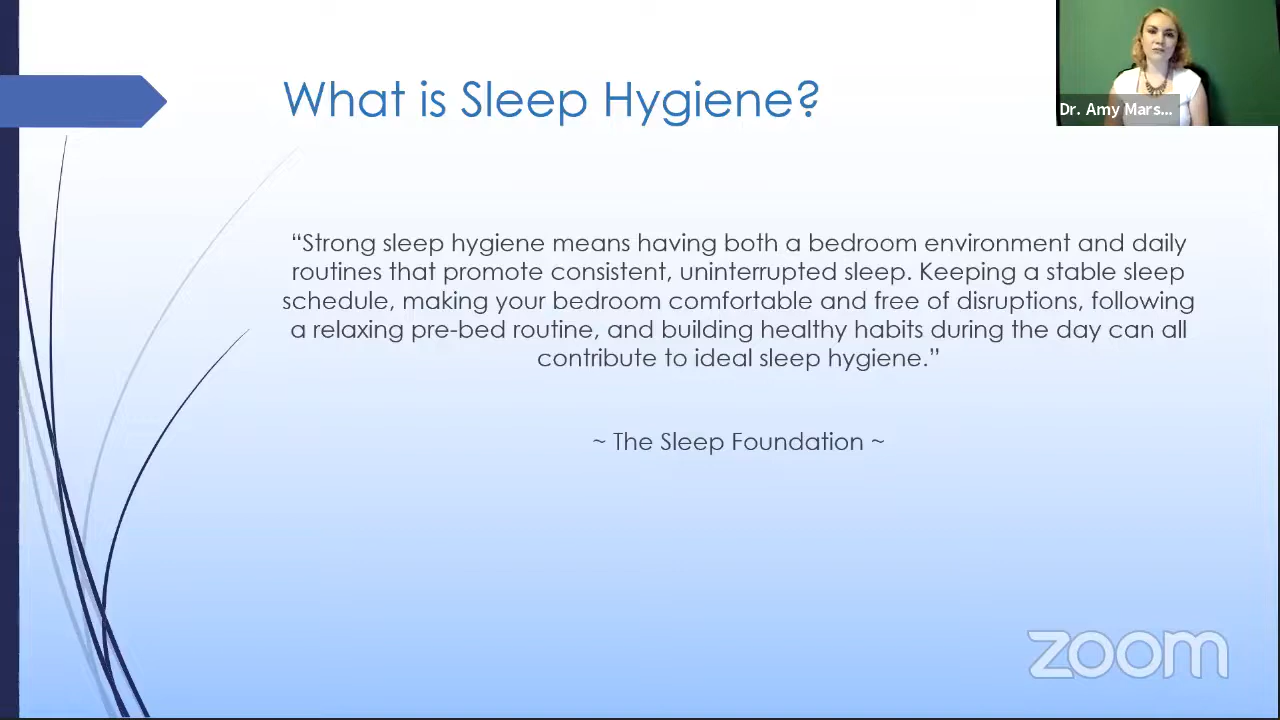 What is Sleep Hygiene?
Dr. Amy Mars...
“Strong sleep hygiene means having both a bedroom environment and daily
routines that promote consistent, uninterrupted sleep. Keeping a stable sleep
schedule, making your bedroom comfortable and free of disruptions, following
a relaxing pre-bed routine, and building healthy habits during the day can all
contribute to ideal sleep hygiene.”
~ The Sleep Foundation ~
zoom